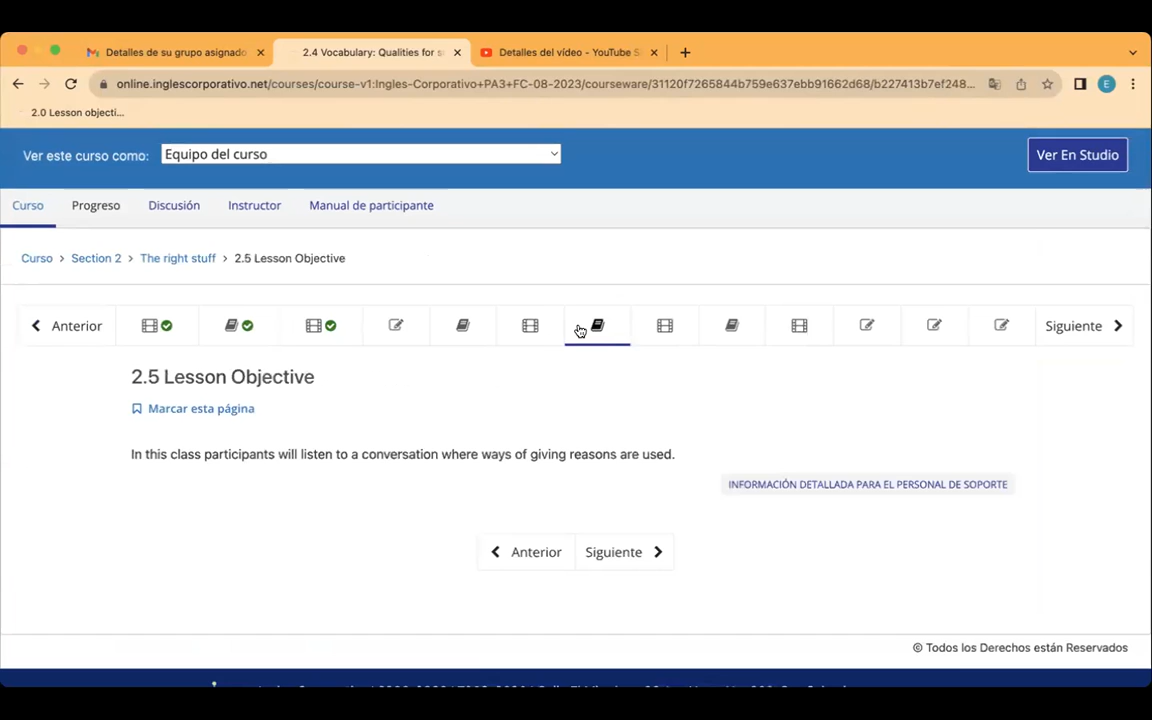 Detalles de su grupo asignado
2.4 Vocabulary: Qualities for s
Detalles del vídeo - YouTube S
online.inglescorporativo.net/courses/course-v1:Ingles-Corporativo+PA3+FC-08-2023/courseware/31120f7265844b759e637ebb91662d68/b227413b7ef248...
E
2.0 Lesson objecti...
Ver este curso como:
Equipo del curso
Ver En Studio
Curso
Progreso
Discusión
Instructor
Manual de participante
Curso > Section 2 > The right stuff > 2.5 Lesson Objective
Anterior
Siguiente
2.5 Lesson Objective
Marcar esta página
In this class participants will listen to a conversation where ways of giving reasons are used.
INFORMACIÓN DETALLADA PARA EL PERSONAL DE SOPORTE
Anterior
Siguiente
© Todos los Derechos están Reservados